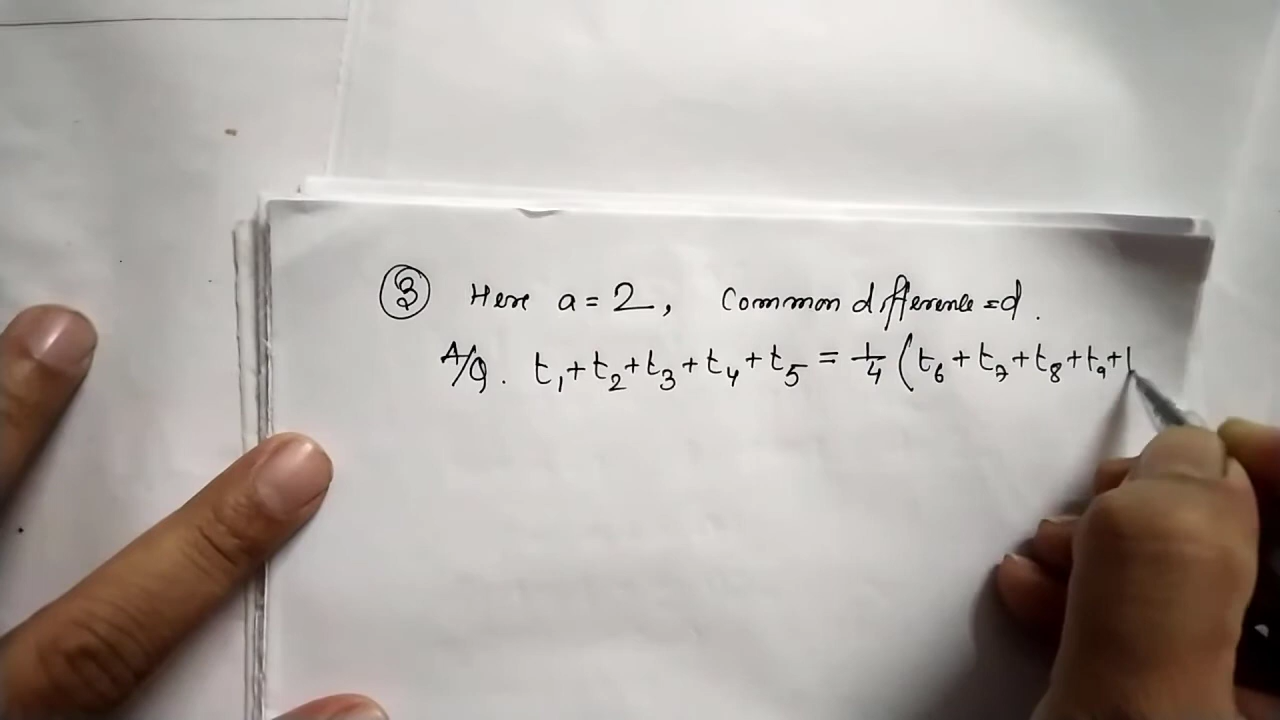 ③ Here a = 2, Common difference = d.
A/Q. t₁+t₂+t₃+t₄+t₅ = 1/4 (t₆+t₇+t₈+t₉+